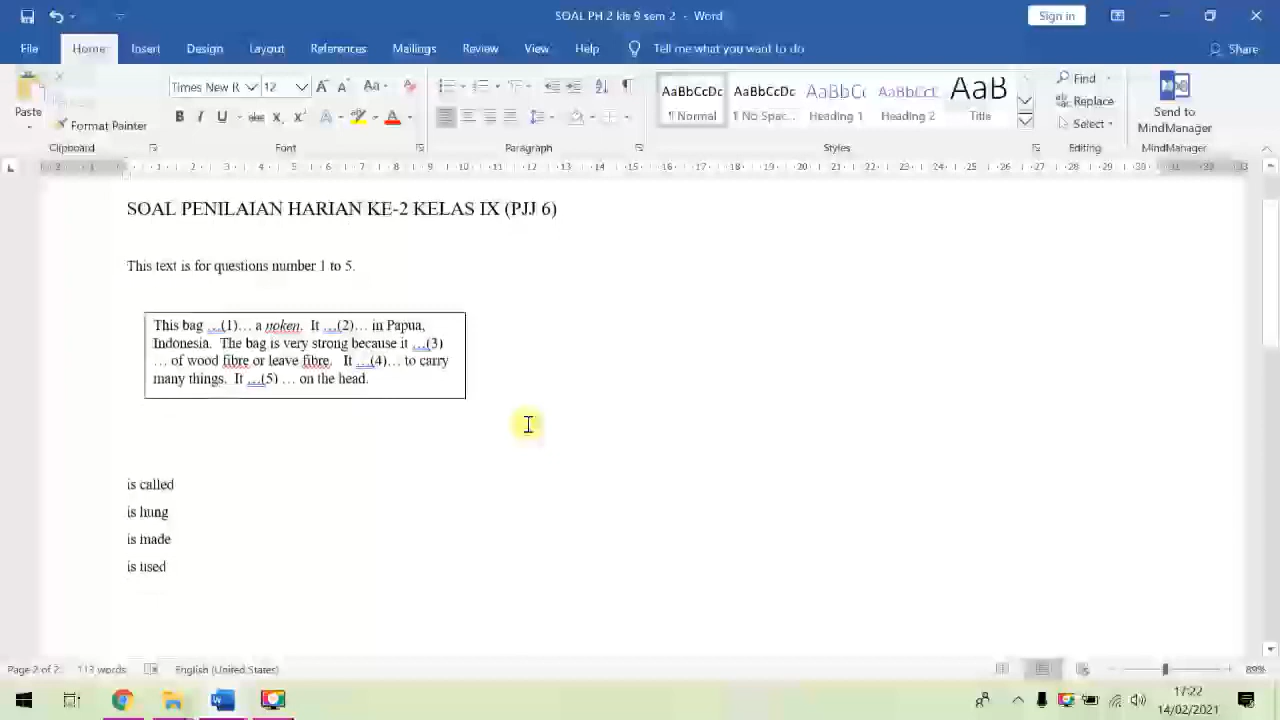 SOAL PH 2 kls 9 sem 2 - Word
Sign in
File Home Insert Design Layout References Mailings Review View Help Tell me what you want to do Share
Times New R 12
AaBbCcDc AaBbCcDc AaBbCc AaBbCcC AaB
Find
Paste
Replace
Send to
Format Painter
¶ Normal ¶ No Spac... Heading 1 Heading 2 Title
Select
MindManager
Clipboard Font Paragraph Styles Editing MindManager
SOAL PENILAIAN HARIAN KE-2 KELAS IX (PJJ 6)
This text is for questions number 1 to 5.
This bag …(1)… a noken. It …(2)… in Papua,
Indonesia. The bag is very strong because it …(3)
… of wood fibre or leave fibre. It …(4)… to carry
many things. It …(5) … on the head.
is called
is hung
is made
is used
Page 2 of 2 113 words English (United States) 89%
17:22
14/02/2021